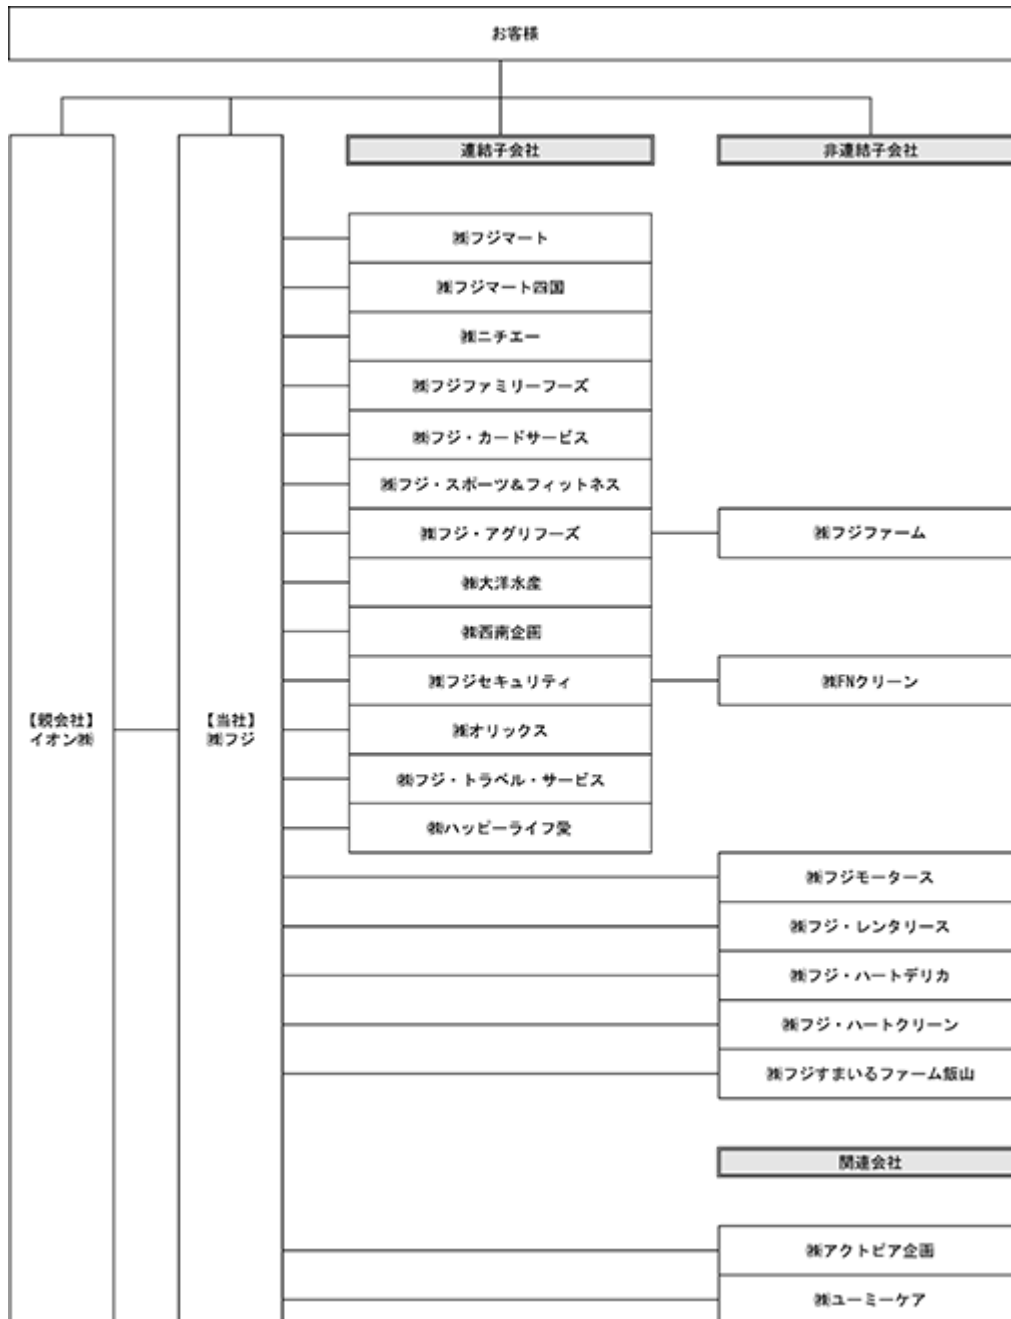 お客様
連結子会社
非連結子会社
㈱フジマート
㈱フジマート四国
㈱ニチエー
㈱フジファミリーフーズ
㈱フジ・カードサービス
㈱フジ・スポーツ&フィットネス
㈱フジ・アグリフーズ
㈱フジファーム
㈱大洋水産
㈱西南企画
㈱フジセキュリティ
㈱FNクリーン
【親会社】
イオン㈱
【当社】
㈱フジ
㈱オリックス
㈱フジ・トラベル・サービス
㈱ハッピーライフ愛
㈱フジモータース
㈱フジ・レンタリース
㈱フジ・ハートデリカ
㈱フジ・ハートクリーン
㈱フジすまいるファーム飯山
関連会社
㈱アクトピア企画
㈱ユーミーケア